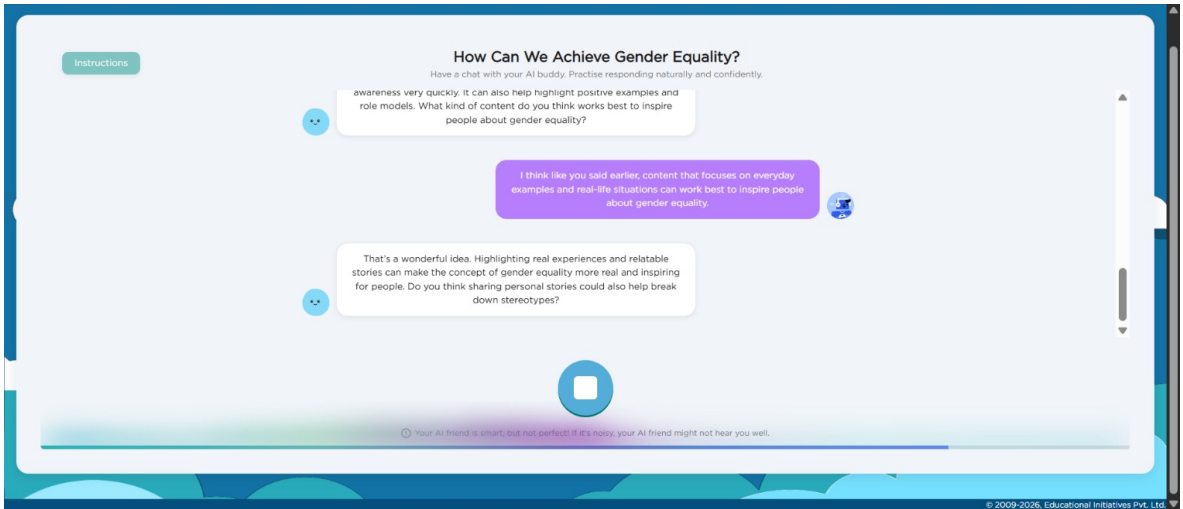 Instructions
How Can We Achieve Gender Equality?
Have a chat with your AI buddy. Practise responding naturally and confidently.
awareness very quickly. It can also help highlight positive examples and
role models. What kind of content do you think works best to inspire
people about gender equality?
I think like you said earlier, content that focuses on everyday
examples and real-life situations can work best to inspire people
about gender equality.
That's a wonderful idea. Highlighting real experiences and relatable
stories can make the concept of gender equality more real and inspiring
for people. Do you think sharing personal stories could also help break
down stereotypes?
Your AI friend is smart, but not perfect! If it's noisy, your AI friend might not hear you well.
© 2009-2026, Educational Initiatives Pvt. Ltd.